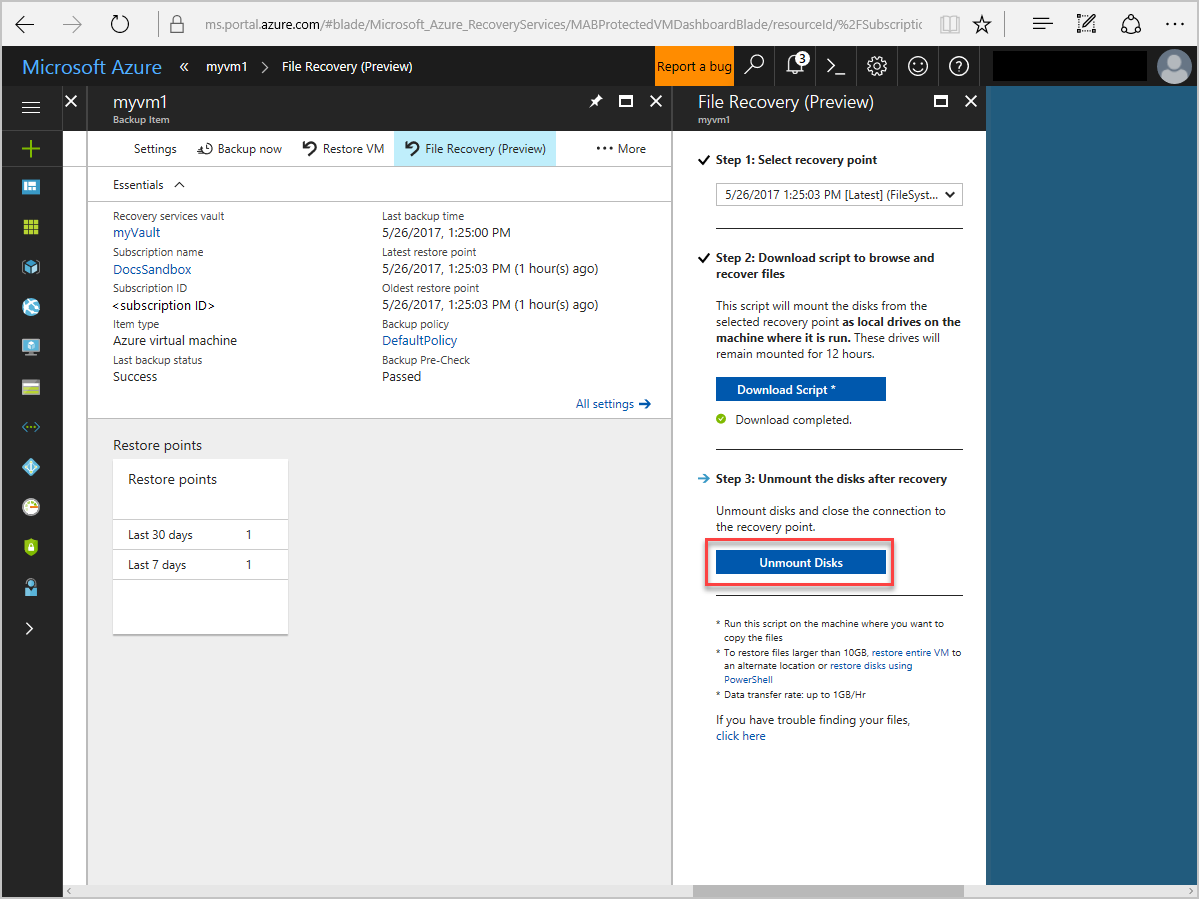 ms.portal.azure.com/#blade/Microsoft_Azure_RecoveryServices/MABProtectedVMDashboardBlade/resourceId/%2FSubscriptic
Microsoft Azure « myvm1 > File Recovery (Preview)
Report a bug
3
myvm1
Backup Item
Settings
Backup now
Restore VM
File Recovery (Preview)
··· More
Essentials
Recovery services vault
myVault
Subscription name
DocsSandbox
Subscription ID
<subscription ID>
Item type
Azure virtual machine
Last backup status
Success
Last backup time
5/26/2017, 1:25:00 PM
Latest restore point
5/26/2017, 1:25:03 PM (1 hour(s) ago)
Oldest restore point
5/26/2017, 1:25:03 PM (1 hour(s) ago)
Backup policy
DefaultPolicy
Backup Pre-Check
Passed
All settings →
Restore points
Restore points
Last 30 days 1
Last 7 days 1
File Recovery (Preview)
myvm1
Step 1: Select recovery point
5/26/2017 1:25:03 PM [Latest] (FileSyst...
Step 2: Download script to browse and
recover files
This script will mount the disks from the
selected recovery point as local drives on the
machine where it is run. These drives will
remain mounted for 12 hours.
Download Script *
Download completed.
Step 3: Unmount the disks after recovery
Unmount disks and close the connection to
the recovery point.
Unmount Disks
* Run this script on the machine where you want to
copy the files
* To restore files larger than 10GB, restore entire VM to
an alternate location or restore disks using
PowerShell
* Data transfer rate: up to 1GB/Hr
If you have trouble finding your files,
click here